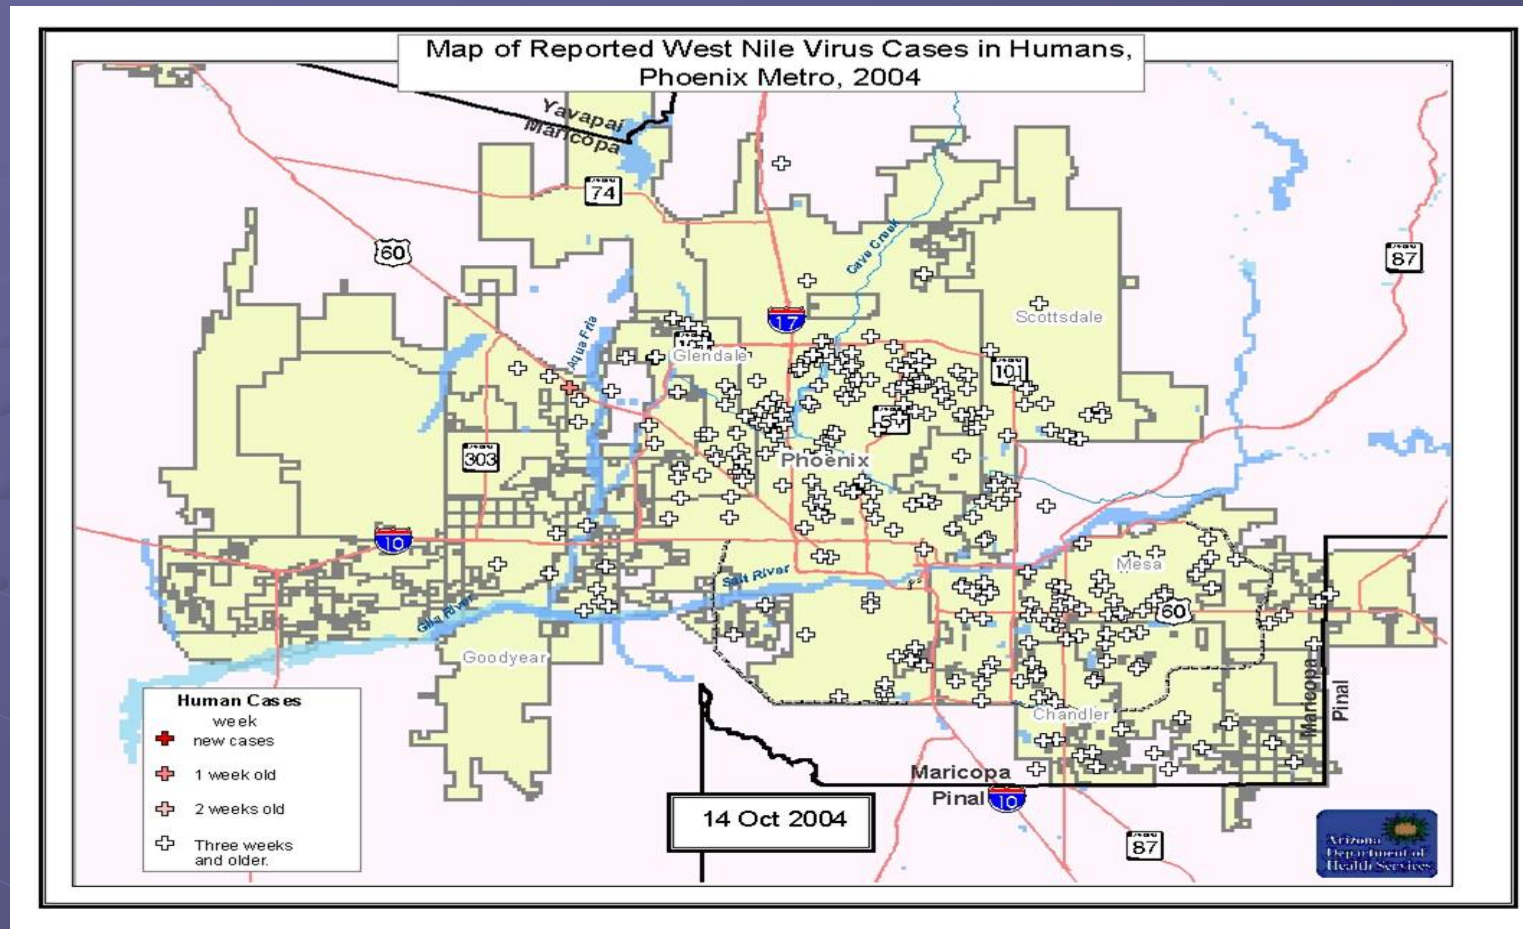 Map of Reported West Nile Virus Cases in Humans,
Phoenix Metro, 2004
Yavapai
Maricopa
74
60
87
Cave Creek
17
Scottsdale
Aqua Fria
Glendale
101
303
Phoenix
10
Salt River
Mesa
60
Gila River
Goodyear
Maricopa
Pinal
Chandler
Human Cases
week
new cases
1 week old
2 weeks old
Three weeks
and older.
Maricopa
Pinal
10
14 Oct 2004
87
Arizona
Department of
Health Services